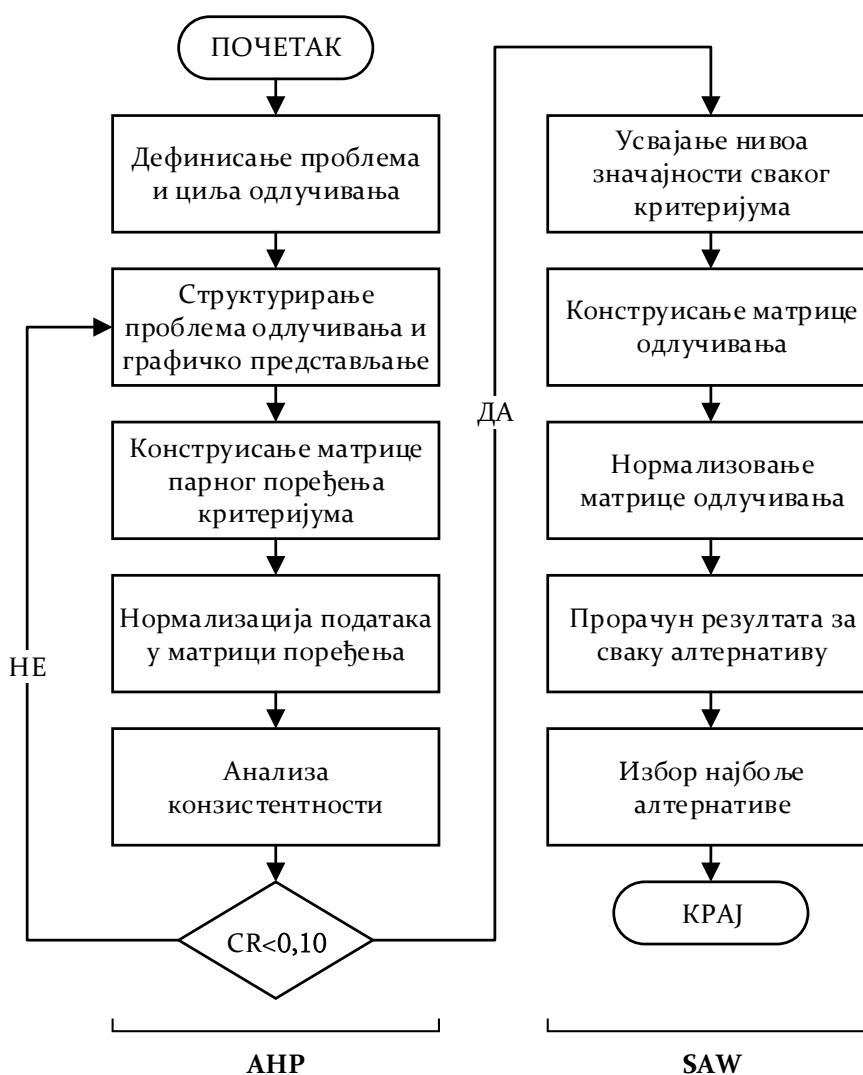 ПОЧЕТАК
Дефинисање проблема
и циља одлучивања
Структурирање
проблема одлучивања и
графичко представљање
Конструисање матрице
парног поређења
критеријума
Нормализација података
у матрици поређења
НЕ
Анализа
конзистентности
CR<0,10
AHP
ДА
Усвајање нивоа
значајности сваког
критеријума
Конструисање матрице
одлучивања
Нормализовање
матрице одлучивања
Прорачун резултата за
сваку алтернативу
Избор најбоље
алтернативе
КРАЈ
SAW